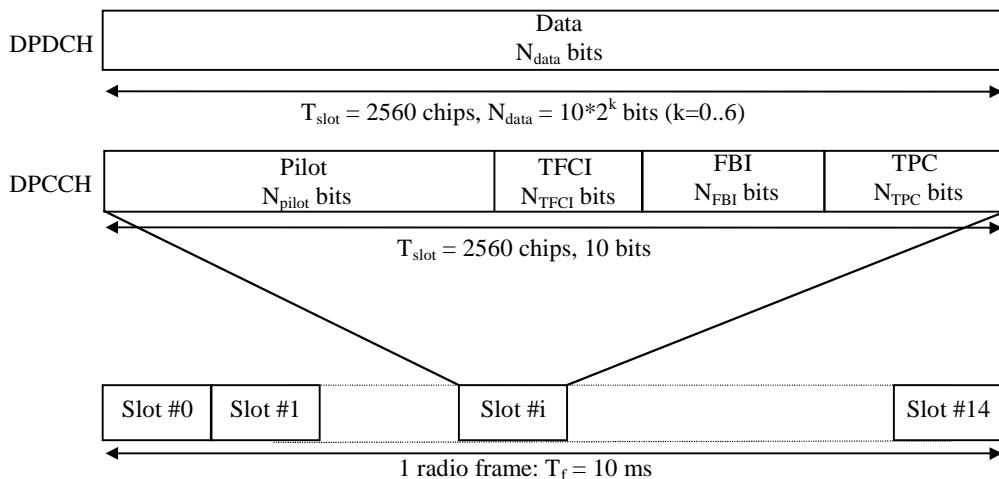 Data
DPDCH
N_data bits
T_slot = 2560 chips, N_data = 10*2^k bits (k=0..6)
Pilot TFCI FBI TPC
DPCCH
N_pilot bits N_TFCI bits N_FBI bits N_TPC bits
T_slot = 2560 chips, 10 bits
Slot #0 Slot #1 Slot #i Slot #14
1 radio frame: T_f = 10 ms